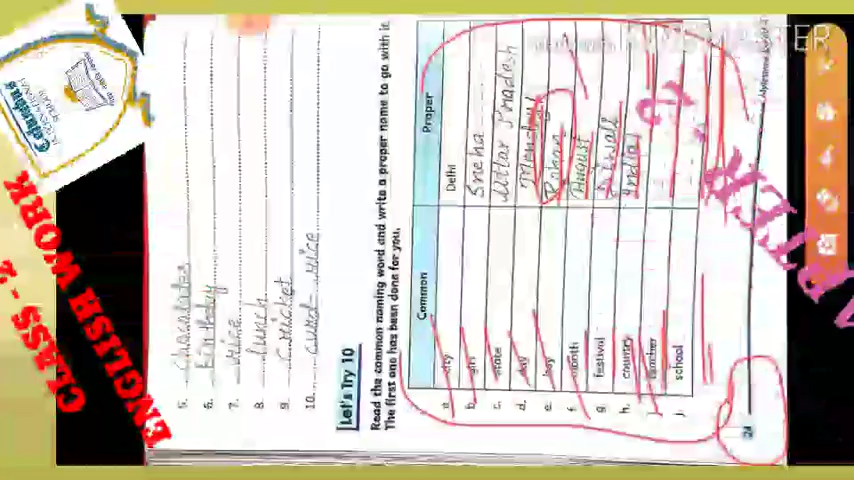 CLASS - 2
ENGLISH WORK
Columbus
5. chocolates
6. birthday
7. rice
8. lunch
9. cricket
10. curd - rice
Let's Try 10
Read the common naming word and write a proper name to go with it.
The first one has been done for you.
Common Proper
a. city Delhi
b. girl Sneha
c. state Uttar Pradesh
d. day Monday
e. boy Rohan
f. month August
g. festival Diwali
h. country India
i. teacher
j. school
24